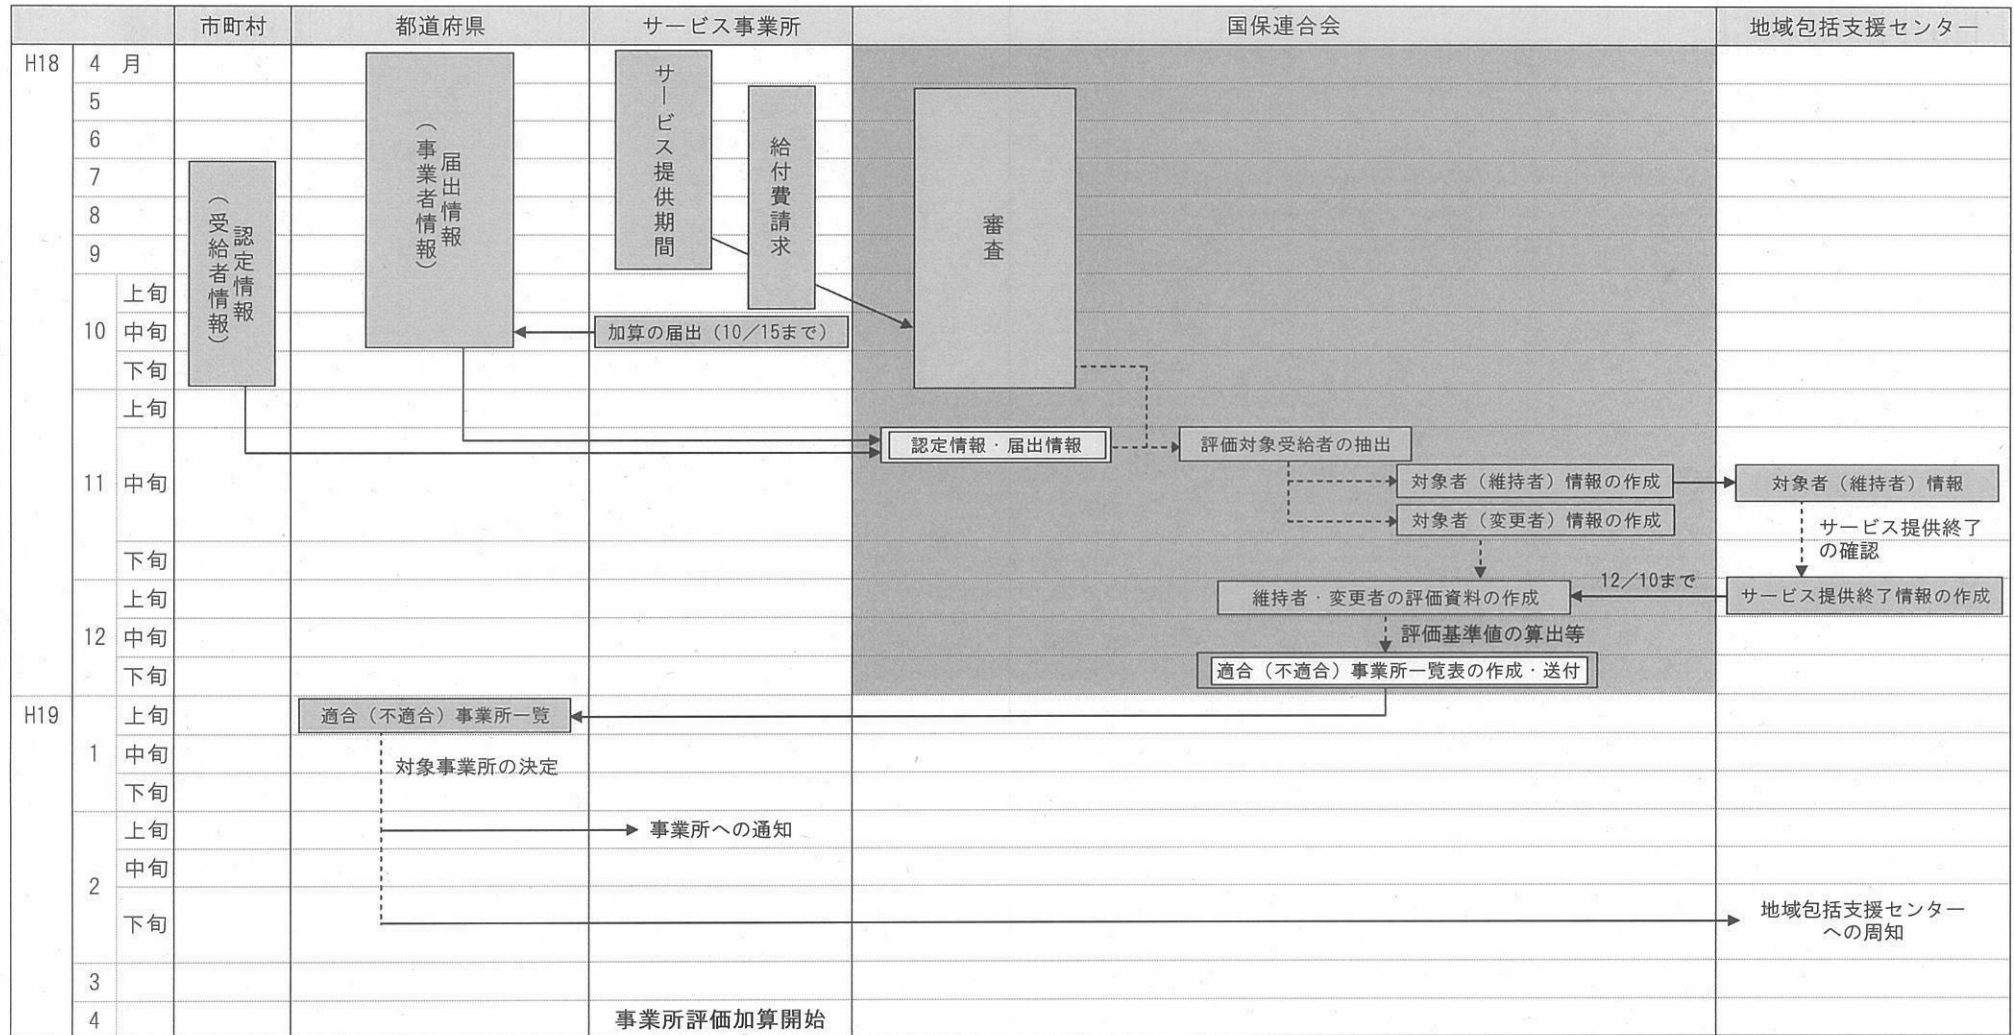 市町村
都道府県
サービス事業所
国保連合会
地域包括支援センター
H18
4 月
5
6
7
8
9
10
上旬
中旬
下旬
11
上旬
中旬
下旬
12
上旬
中旬
下旬
H19
1
上旬
中旬
下旬
2
上旬
中旬
下旬
3
4
認定情報
（受給者情報）
届出情報
（事業者情報）
サービス提供期間
給付費請求
審査
加算の届出（10／15まで）
認定情報・届出情報
評価対象受給者の抽出
対象者（維持者）情報の作成
対象者（維持者）情報
対象者（変更者）情報の作成
サービス提供終了
の確認
12／10まで
維持者・変更者の評価資料の作成
サービス提供終了情報の作成
評価基準値の算出等
適合（不適合）事業所一覧表の作成・送付
適合（不適合）事業所一覧
対象事業所の決定
事業所への通知
地域包括支援センター
への周知
事業所評価加算開始